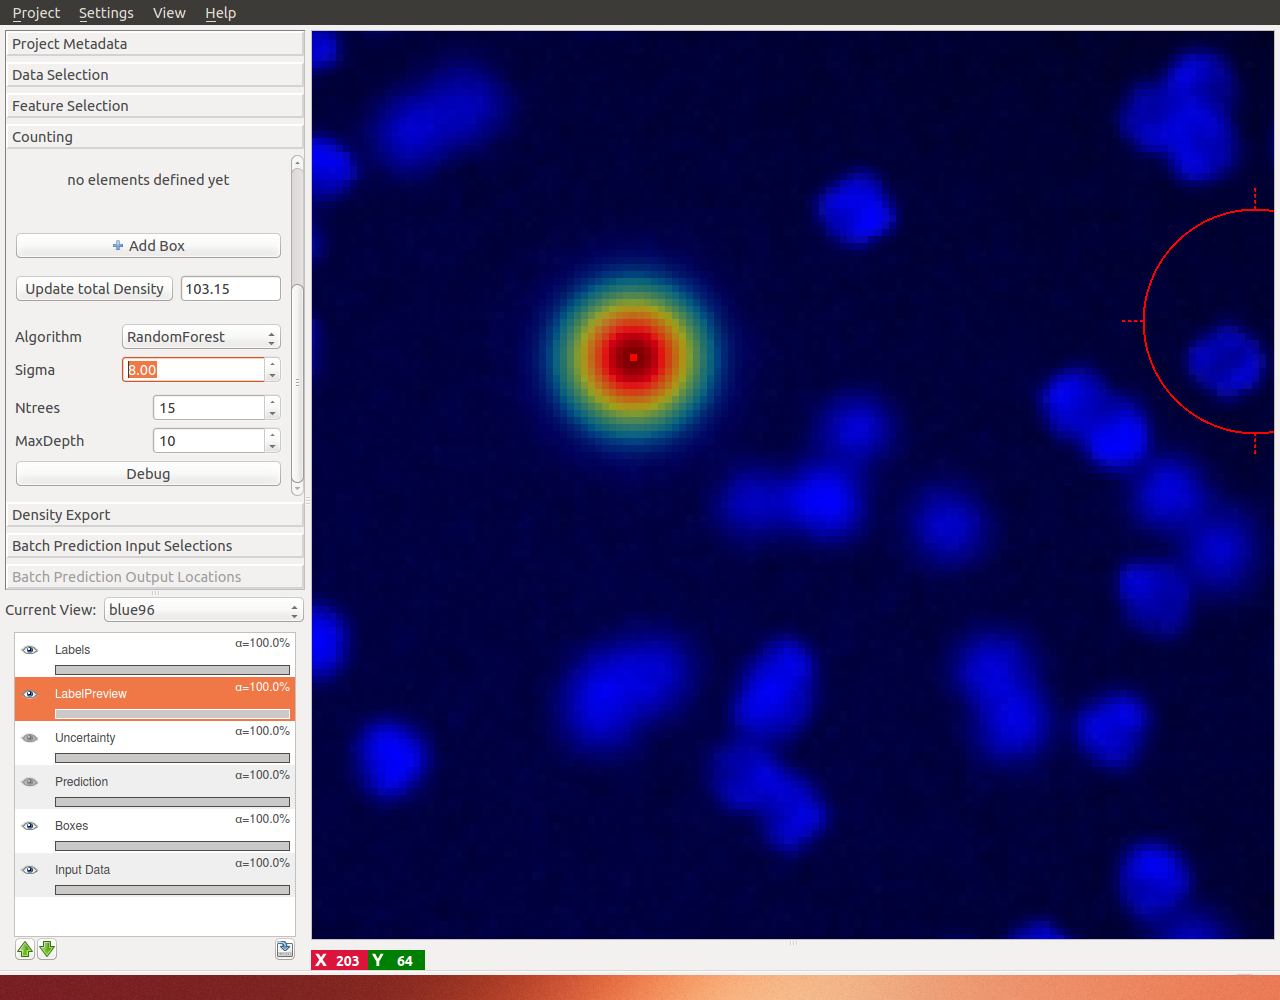 Project Settings View Help
Project Metadata
Data Selection
Feature Selection
Counting
no elements defined yet
Add Box
Update total Density 103.15
Algorithm RandomForest
Sigma 8.00
Ntrees 15
MaxDepth 10
Debug
Density Export
Batch Prediction Input Selections
Batch Prediction Output Locations
Current View: blue96
Labels α=100.0%
LabelPreview α=100.0%
Uncertainty α=100.0%
Prediction α=100.0%
Boxes α=100.0%
Input Data α=100.0%
X 203 Y 64